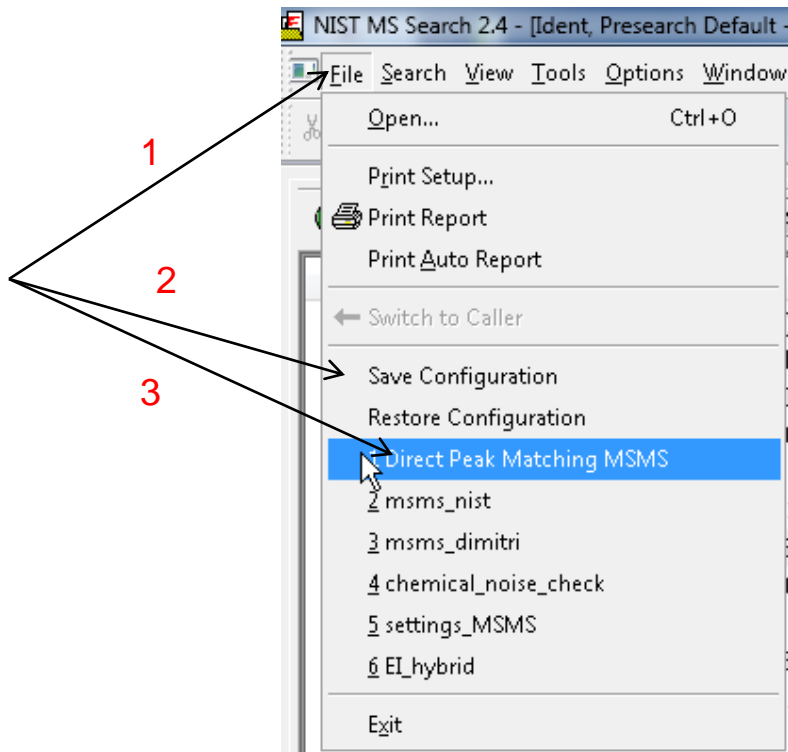 NIST MS Search 2.4 - [Ident, Presearch Default -
File Search View Tools Options Window
Open... Ctrl+O
1
Print Setup...
Print Report
Print Auto Report
2
Switch to Caller
Save Configuration
3
Restore Configuration
1 Direct Peak Matching MSMS
2 msms_nist
3 msms_dimitri
4 chemical_noise_check
5 settings_MSMS
6 EI_hybrid
Exit